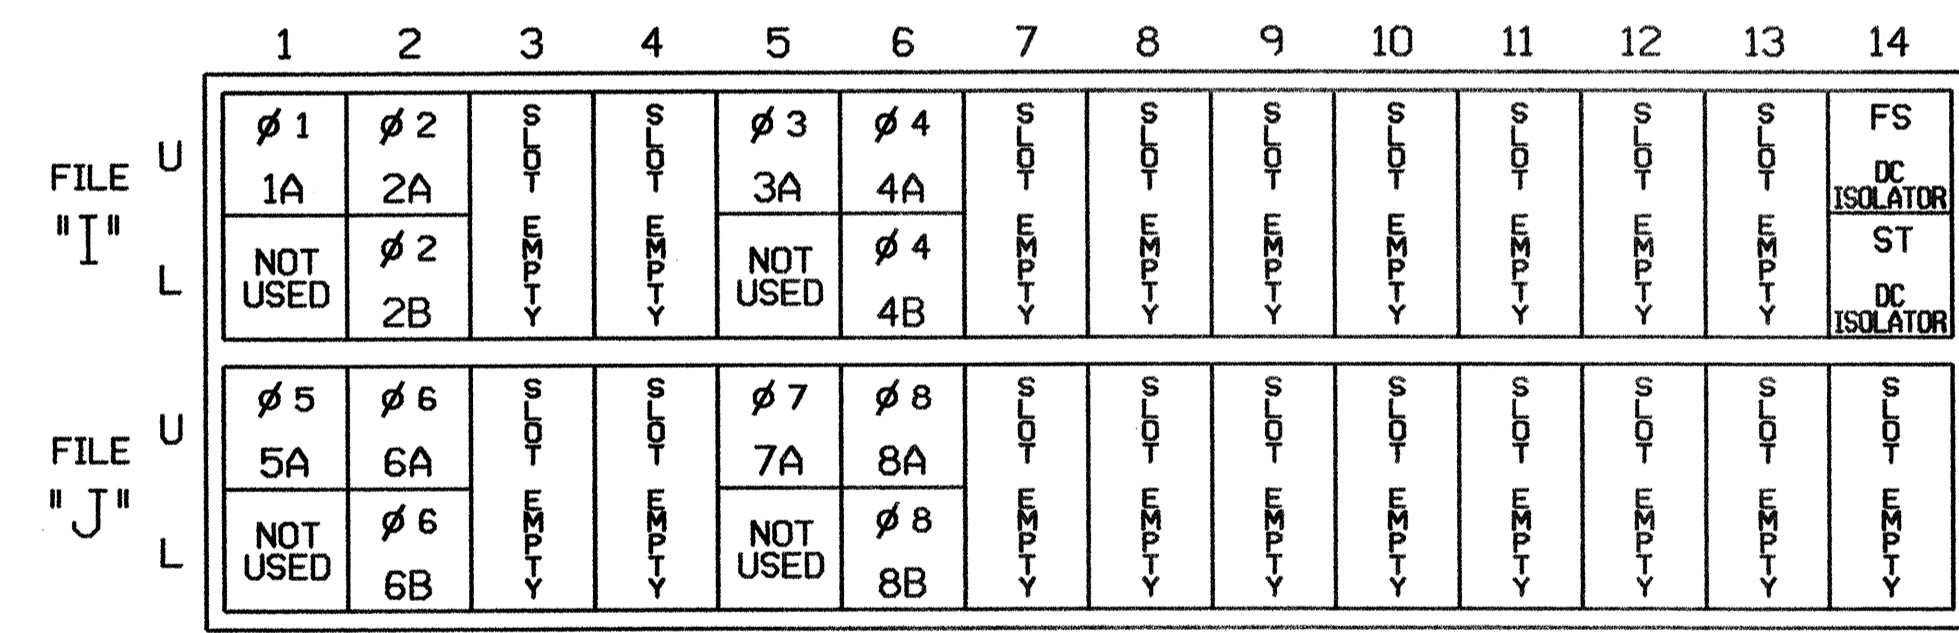 1 2 3 4 5 6 7 8 9 10 11 12 13 14
FILE "I"
U
Ø 1 Ø 2 SLOT EMPTY SLOT EMPTY Ø 3 Ø 4 SLOT EMPTY SLOT EMPTY SLOT EMPTY SLOT EMPTY SLOT EMPTY SLOT EMPTY SLOT EMPTY FS
1A 2A 3A 4A DC ISOLATOR
L
NOT USED Ø 2 NOT USED Ø 4 ST
2B 4B DC ISOLATOR
FILE "J"
U
Ø 5 Ø 6 SLOT EMPTY SLOT EMPTY Ø 7 Ø 8 SLOT EMPTY SLOT EMPTY SLOT EMPTY SLOT EMPTY SLOT EMPTY SLOT EMPTY SLOT EMPTY SLOT EMPTY
5A 6A 7A 8A
L
NOT USED Ø 6 NOT USED Ø 8
6B 8B